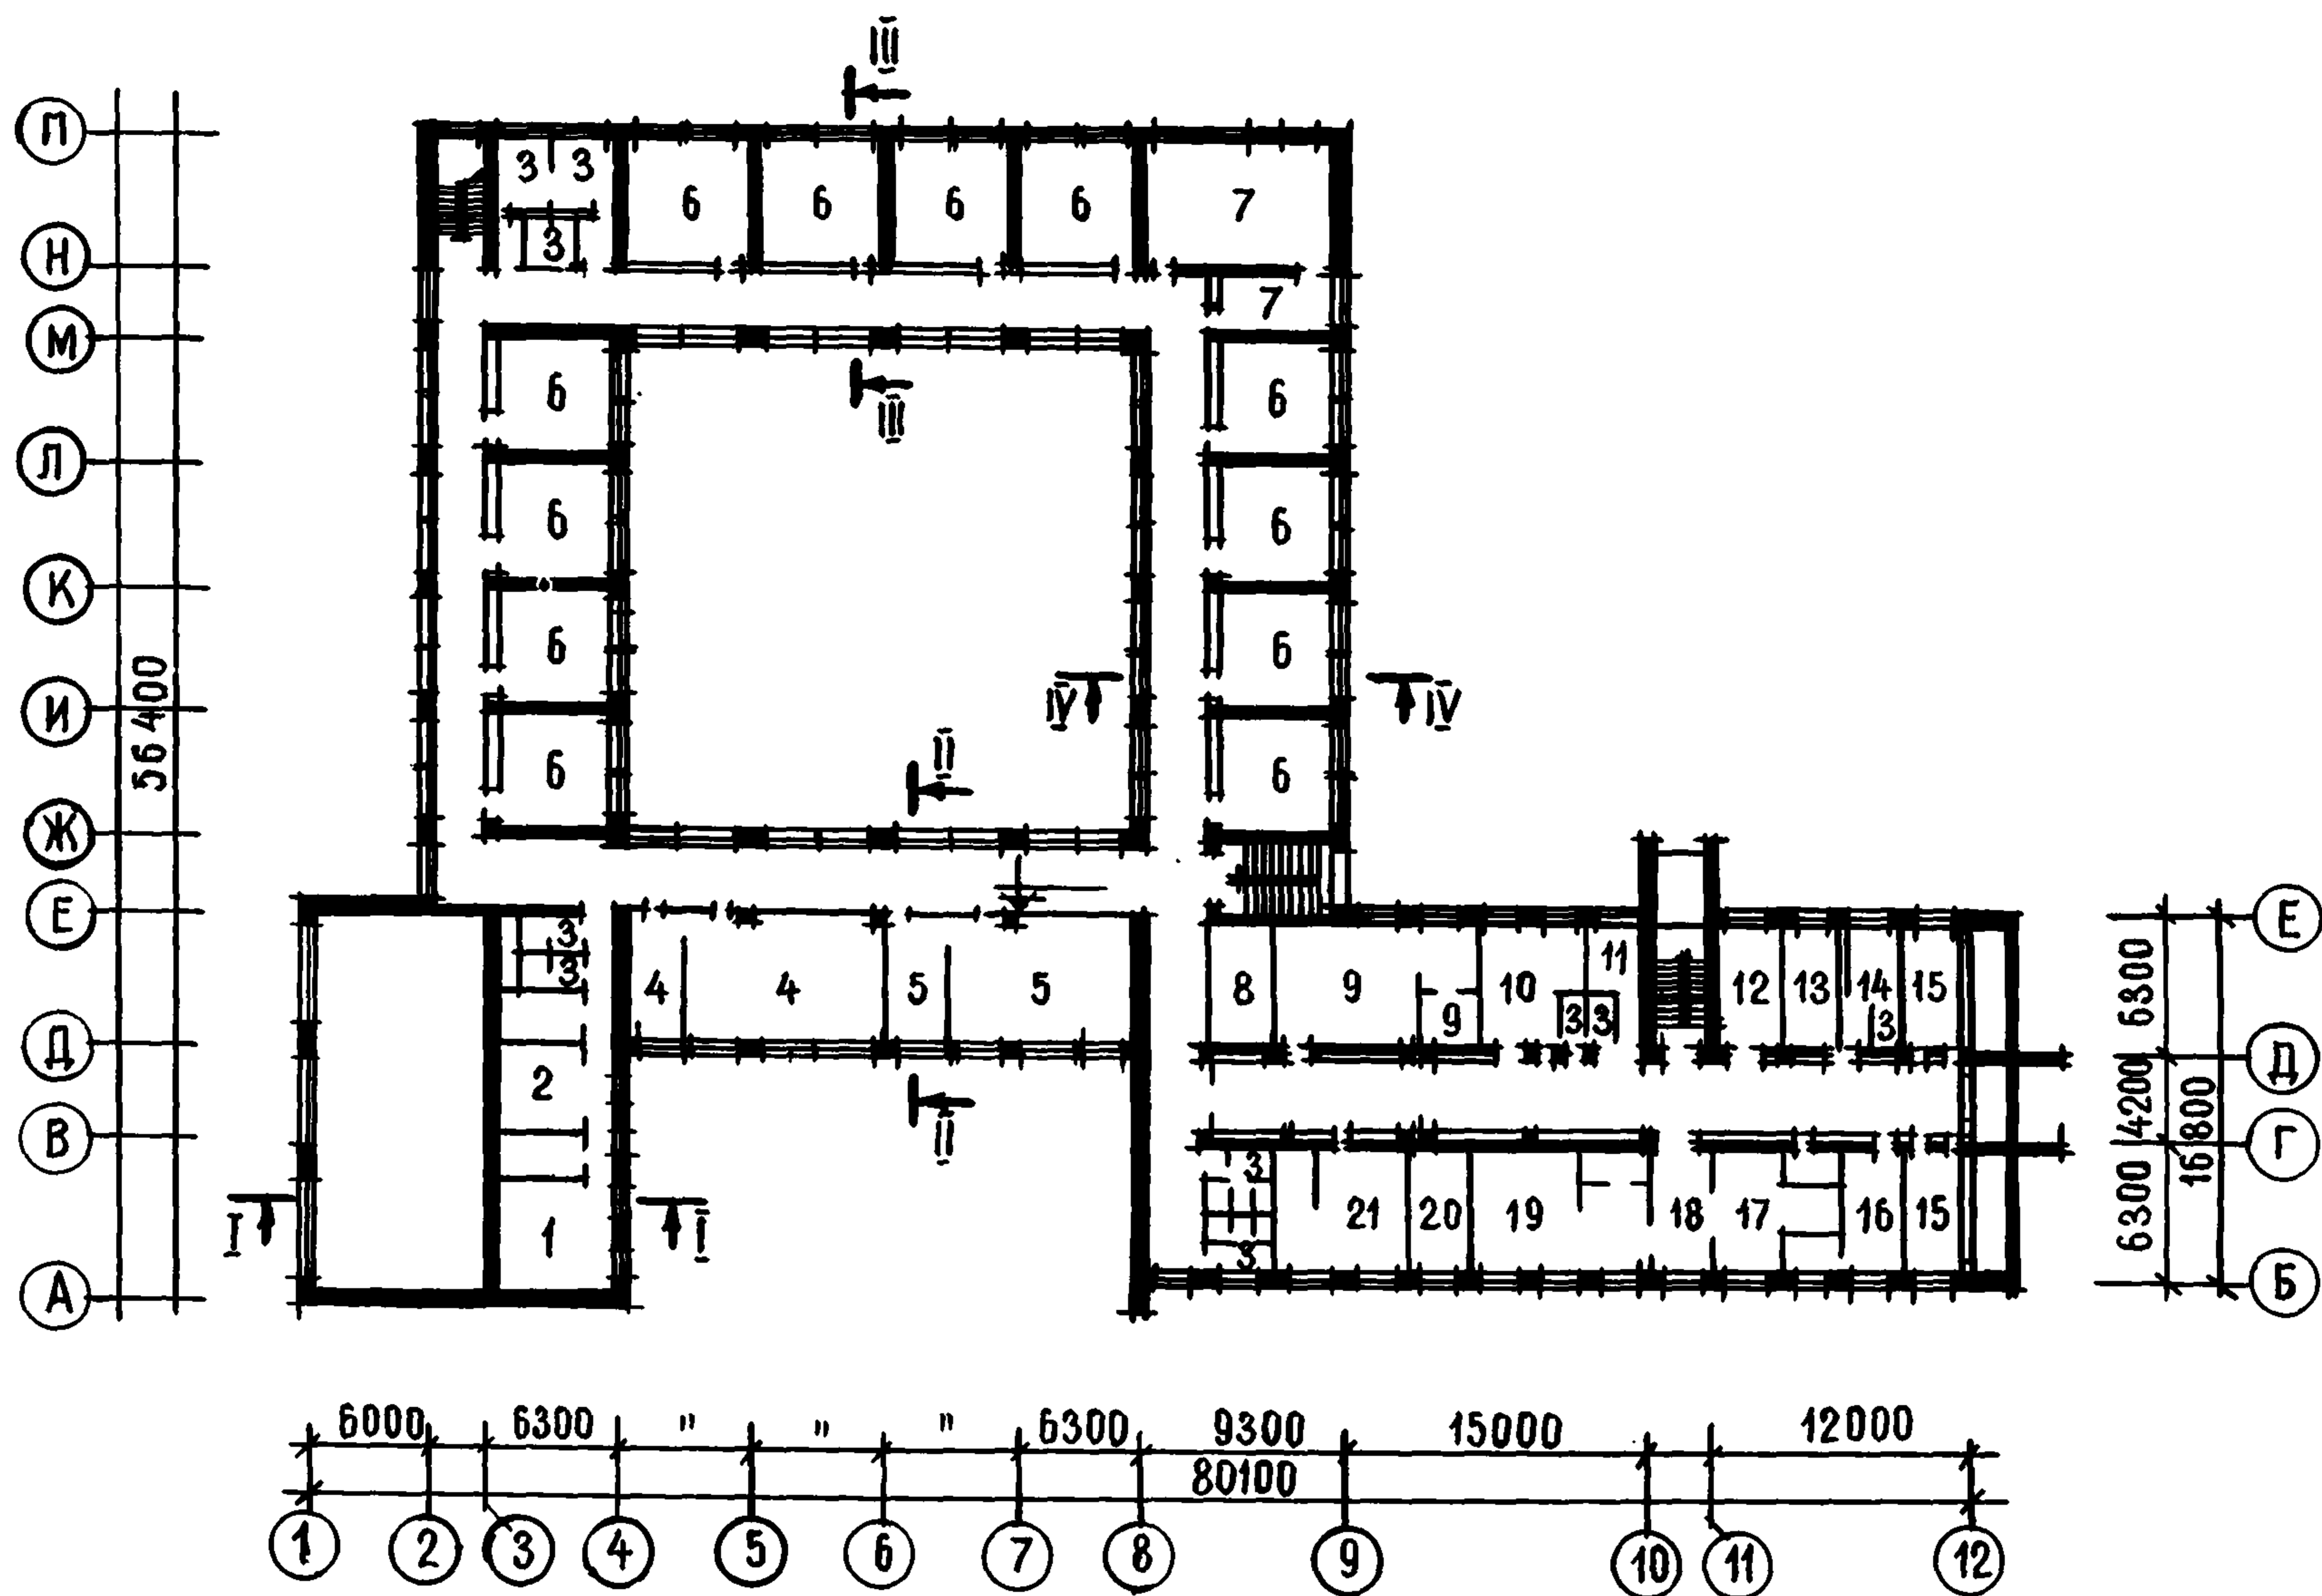 III
П
3 3
6 6 6 6 7
3
Н
7
М
6 6
III
Л
6 6
К
6 6
56400
И
IV IV
6 6
II
Ж
Е Е
3
3
4 4 5 5 8 9 10 11 12 13 14 15
9 3 3 3
6300
Д Д
2
4200
II
В Г
16800
3
1 21 20 19 18 17 16 15
6300
I I
3
А Б
6000 6300 " " " 6300 9300 15000 12000
80100
1 2 3 4 5 6 7 8 9 10 11 12